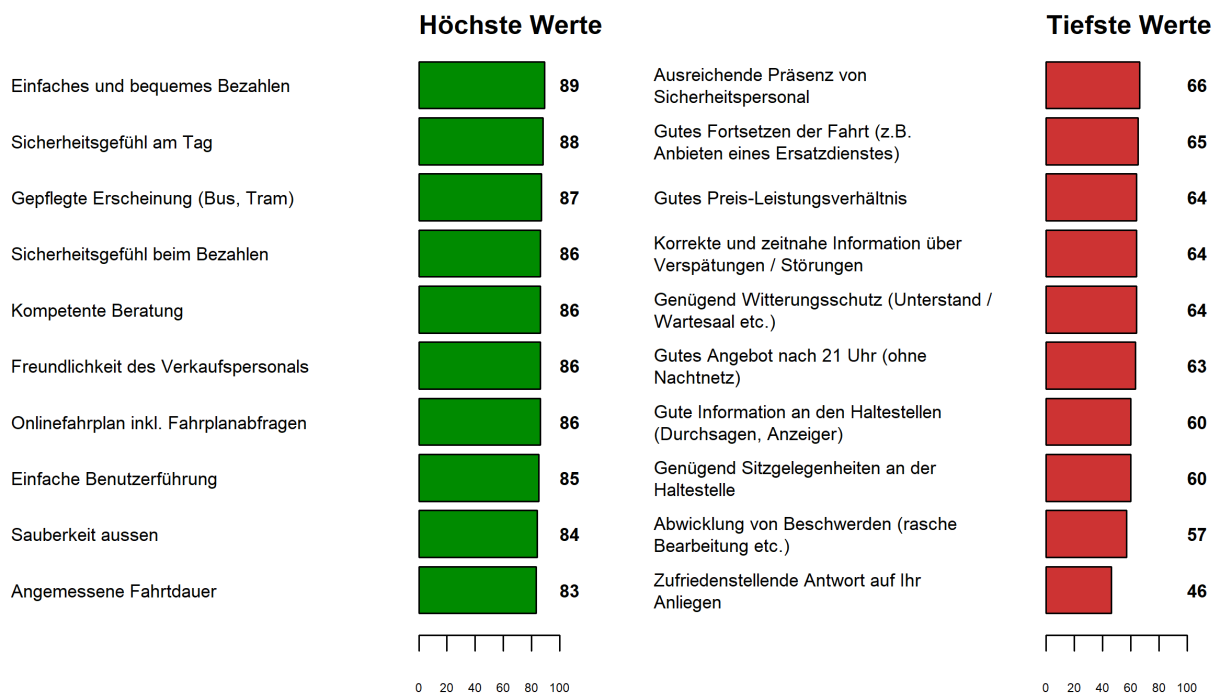 Höchste Werte
Einfaches und bequemes Bezahlen 89
Sicherheitsgefühl am Tag 88
Gepflegte Erscheinung (Bus, Tram) 87
Sicherheitsgefühl beim Bezahlen 86
Kompetente Beratung 86
Freundlichkeit des Verkaufspersonals 86
Onlinefahrplan inkl. Fahrplanabfragen 86
Einfache Benutzerführung 85
Sauberkeit aussen 84
Angemessene Fahrtdauer 83
0 20 40 60 80 100
Tiefste Werte
Ausreichende Präsenz von
Sicherheitspersonal
66
Gutes Fortsetzen der Fahrt (z.B.
Anbieten eines Ersatzdienstes)
65
Gutes Preis-Leistungsverhältnis 64
Korrekte und zeitnahe Information über
Verspätungen / Störungen
64
Genügend Witterungsschutz (Unterstand /
Wartesaal etc.)
64
Gutes Angebot nach 21 Uhr (ohne
Nachtnetz)
63
Gute Information an den Haltestellen
(Durchsagen, Anzeiger)
60
Genügend Sitzgelegenheiten an der
Haltestelle
60
Abwicklung von Beschwerden (rasche
Bearbeitung etc.)
57
Zufriedenstellende Antwort auf Ihr
Anliegen
46
0 20 40 60 80 100